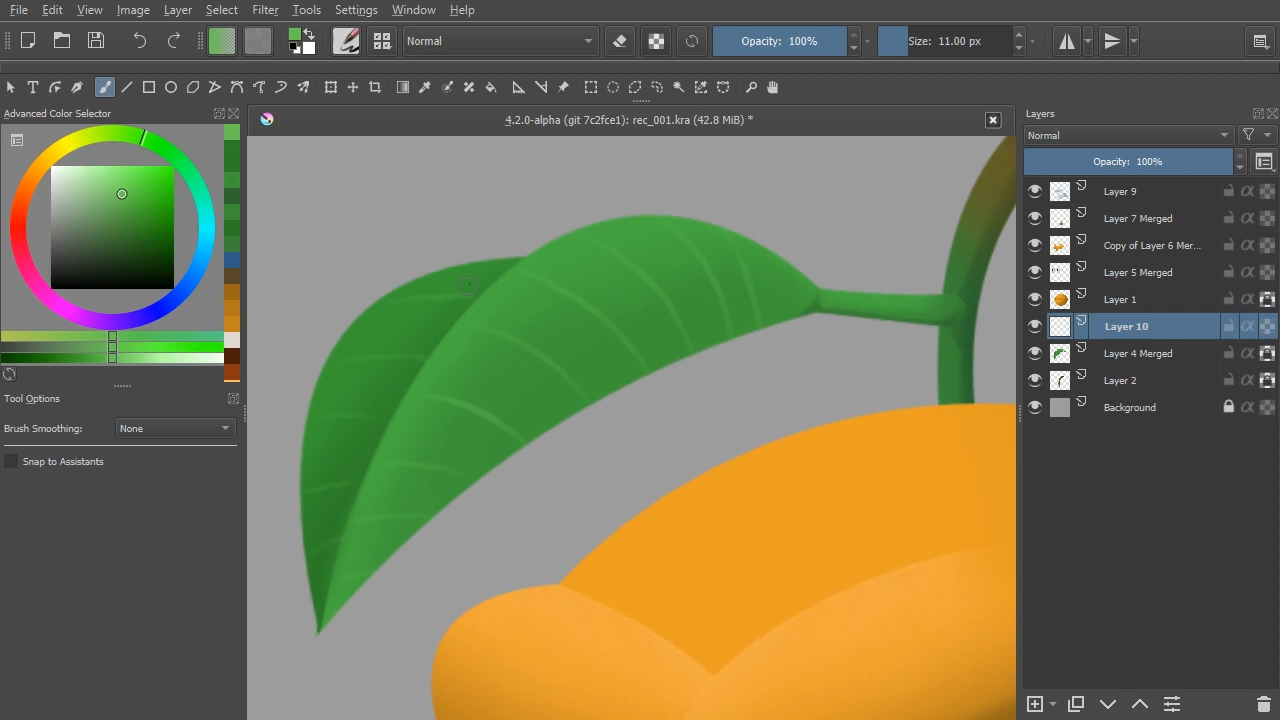 File Edit View Image Layer Select Filter Tools Settings Window Help
Normal Opacity: 100% Size: 11.00 px
Advanced Color Selector
4.2.0-alpha (git 7c2fce1): rec_001.kra (42.8 MiB) *
Layers
Normal
Opacity: 100%
Layer 9
Layer 7 Merged
Copy of Layer 6 Mer...
Layer 5 Merged
Layer 1
Layer 10
Layer 4 Merged
Layer 2
Background
Tool Options
Brush Smoothing: None
Snap to Assistants